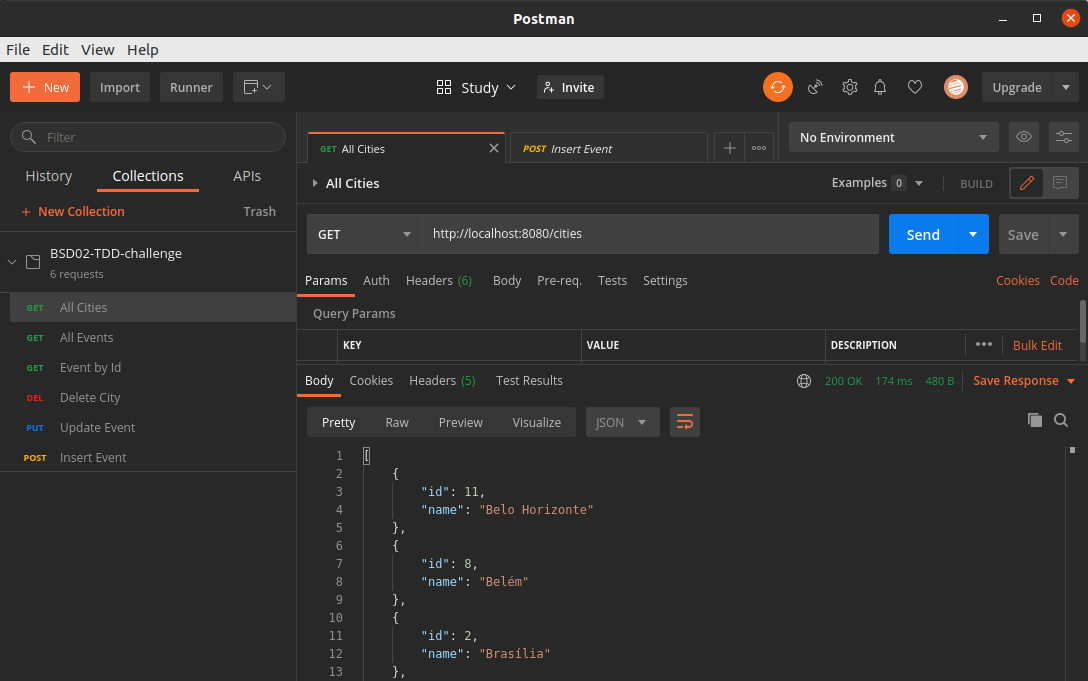 Postman
File Edit View Help
New Import Runner Study Invite Upgrade
Filter
History Collections APIs
New Collection Trash
BSD02-TDD-challenge
6 requests
GET All Cities
GET All Events
GET Event by Id
DEL Delete City
PUT Update Event
POST Insert Event
GET All Cities POST Insert Event No Environment
All Cities Examples 0 BUILD
GET http://localhost:8080/cities Send Save
Params Auth Headers (6) Body Pre-req. Tests Settings Cookies Code
Query Params
KEY VALUE DESCRIPTION Bulk Edit
Body Cookies Headers (5) Test Results 200 OK 174 ms 480 B Save Response
Pretty Raw Preview Visualize JSON
1 [
2 {
3 "id": 11,
4 "name": "Belo Horizonte"
5 },
6 {
7 "id": 8,
8 "name": "Belém"
9 },
10 {
11 "id": 2,
12 "name": "Brasília"
13 },